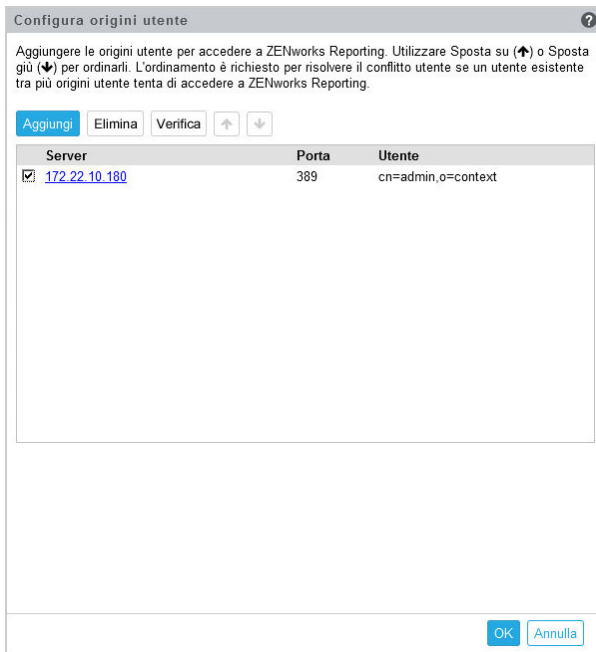 Configura origini utente
Aggiungere le origini utente per accedere a ZENworks Reporting. Utilizzare Sposta su (↑) o Sposta
giù (↓) per ordinarli. L'ordinamento è richiesto per risolvere il conflitto utente se un utente esistente
tra più origini utente tenta di accedere a ZENworks Reporting.
Aggiungi Elimina Verifica
Server Porta Utente
172.22.10.180 389 cn=admin,o=context
OK Annulla